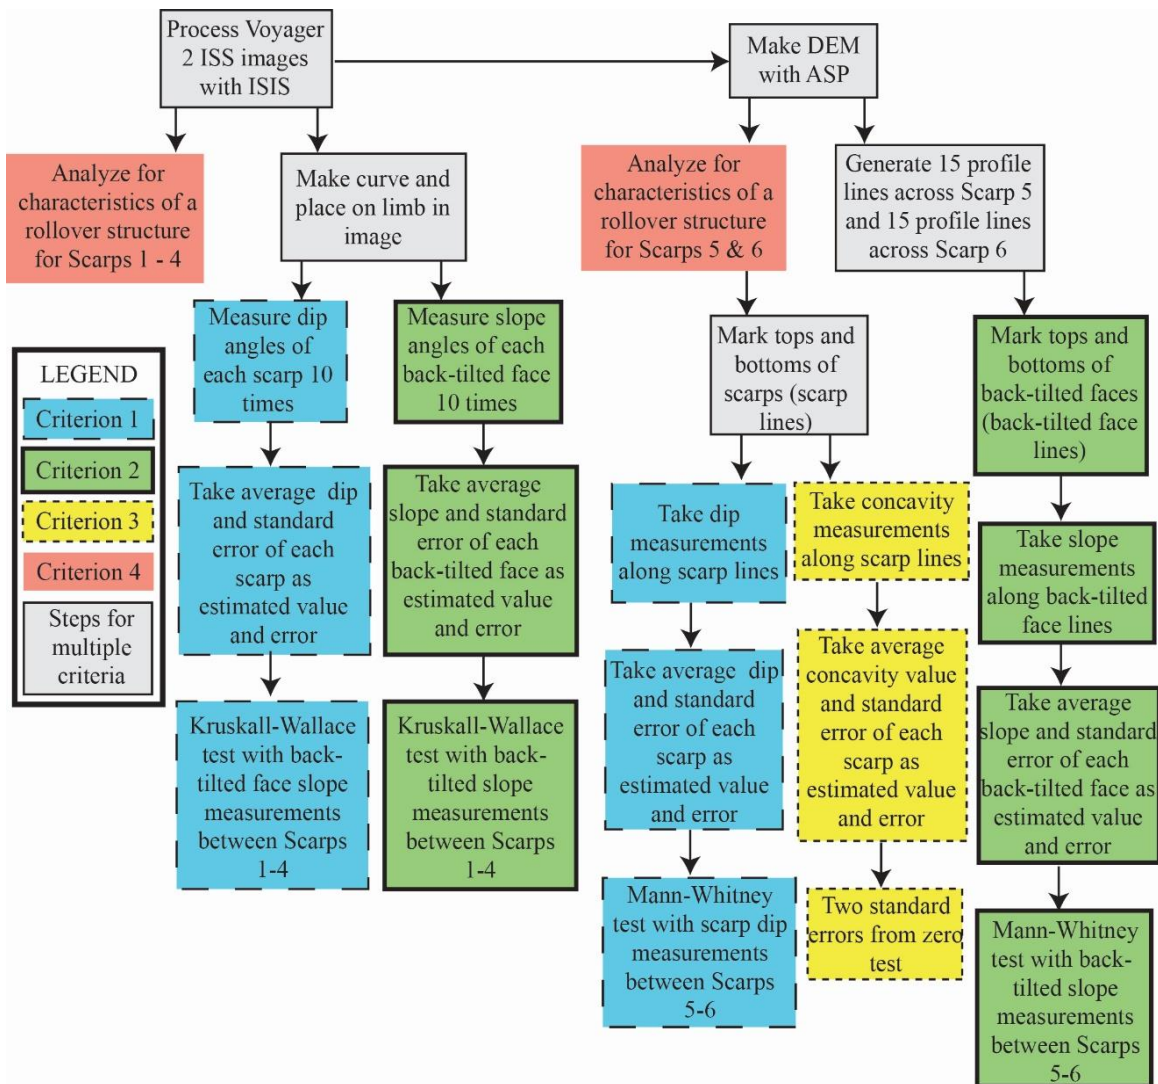 Process Voyager
2 ISS images
with ISIS
Make DEM
with ASP
Analyze for
characteristics of a
rollover structure
for Scarps 1 - 4
Make curve and
place on limb in
image
Analyze for
characteristics of a
rollover structure
for Scarps 5 & 6
Generate 15 profile
lines across Scarp 5
and 15 profile lines
across Scarp 6
Measure dip
angles of
each scarp 10
times
Measure slope
angles of each
back-tilted face
10 times
Mark tops and
bottoms of
scarps (scarp
lines)
Mark tops and
bottoms of
back-tilted faces
(back-tilted face
lines)
LEGEND
Criterion 1
Criterion 2
Criterion 3
Criterion 4
Steps for
multiple
criteria
Take average dip
and standard
error of each
scarp as
estimated value
and error
Take average
slope and standard
error of each
back-tilted face as
estimated value
and error
Take dip
measurements
along scarp lines
Take concavity
measurements
along scarp lines
Take slope
measurements
along back-tilted
face lines
Take average dip
and standard
error of each
scarp as
estimated value
and error
Take average
concavity value
and standard
error of each
scarp as
estimated value
and error
Take average
slope and standard
error of each
back-tilted face as
estimated value
and error
Kruskall-Wallace
test with back-
tilted face slope
measurements
between Scarps
1-4
Kruskall-Wallace
test with back-
tilted slope
measurements
between Scarps
1-4
Mann-Whitney
test with scarp dip
measurements
between Scarps
5-6
Two standard
errors from zero
test
Mann-Whitney
test with back-
tilted slope
measurements
between Scarps
5-6